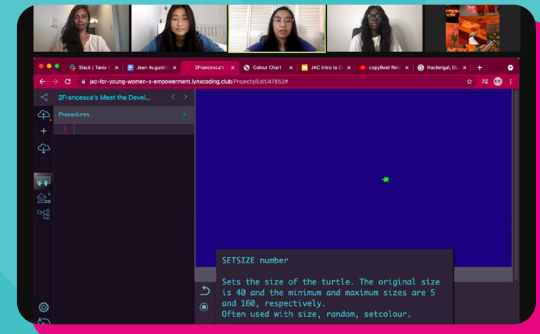 Slack | Tania
Jean Augustin
2Francesca's
Color Chart
JAC Intro to
copyBest Rel
Hackergal, Du
jac-for-young-women-s-empowerment.lynxcoding.club/Projects/Edit/47852#
2Francesca's Meet the Devel...
Procedures
1
SETSIZE number
Sets the size of the turtle. The original size
is 40 and the minimum and maximum sizes are 5
and 160, respectively.
Often used with size, random, setcolour.